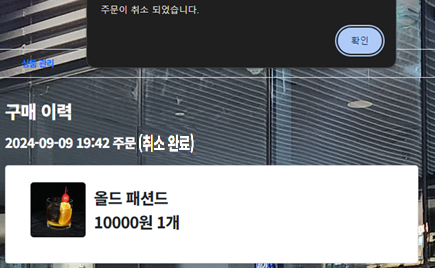 주문이 취소 되었습니다.
확인
상품 관리
구매 이력
2024-09-09 19:42 주문 (취소 완료)
올드 패션드
10000원 1개